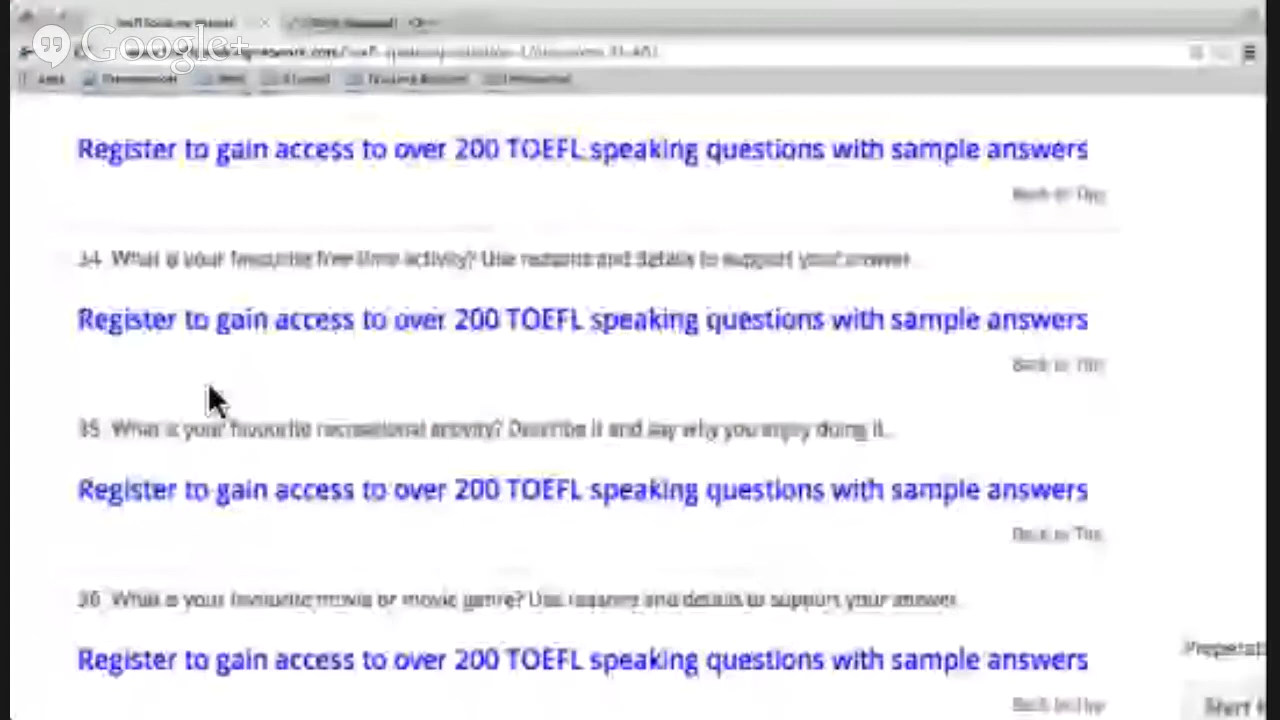 Google+
Register to gain access to over 200 TOEFL speaking questions with sample answers
Back to Top
34. What is your favourite free time activity? Use reasons and details to support your answer.
Register to gain access to over 200 TOEFL speaking questions with sample answers
Back to Top
35. What is your favourite recreational activity? Describe it and say why you enjoy doing it.
Register to gain access to over 200 TOEFL speaking questions with sample answers
Back to Top
36. What is your favourite movie or movie genre? Use reasons and details to support your answer.
Register to gain access to over 200 TOEFL speaking questions with sample answers
Back to Top
Start